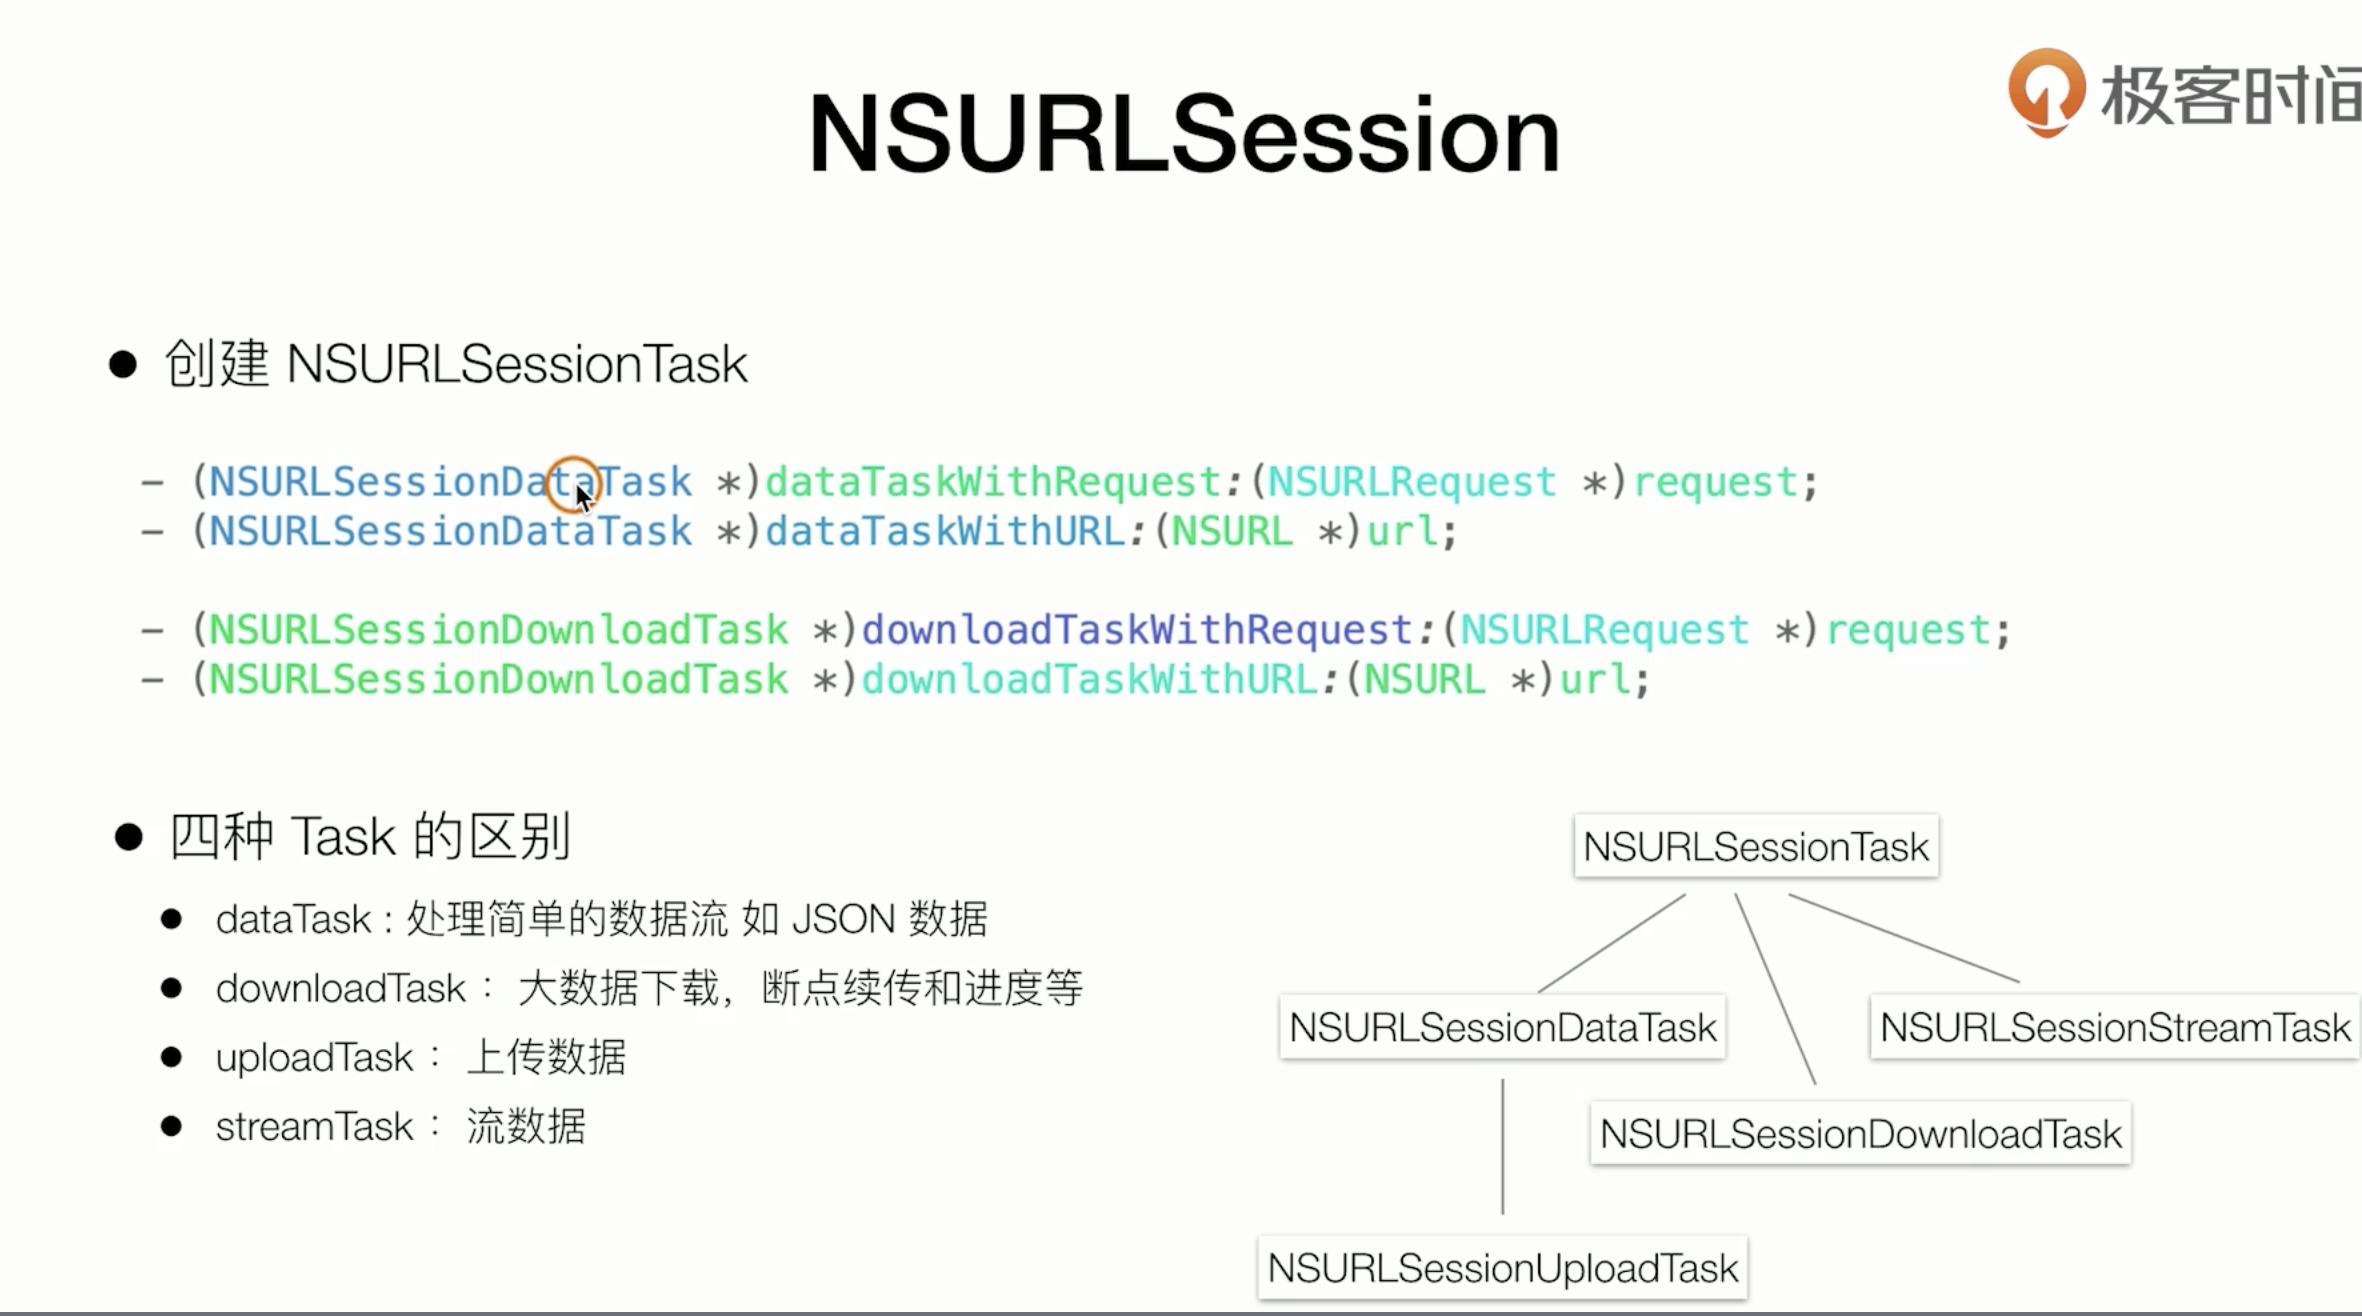 极客时间
NSURLSession
● 创建 NSURLSessionTask
– (NSURLSessionDataTask *)dataTaskWithRequest:(NSURLRequest *)request;
– (NSURLSessionDataTask *)dataTaskWithURL:(NSURL *)url;
– (NSURLSessionDownloadTask *)downloadTaskWithRequest:(NSURLRequest *)request;
– (NSURLSessionDownloadTask *)downloadTaskWithURL:(NSURL *)url;
● 四种 Task 的区别
● dataTask : 处理简单的数据流 如 JSON 数据
● downloadTask： 大数据下载，断点续传和进度等
● uploadTask： 上传数据
● streamTask： 流数据
NSURLSessionTask
NSURLSessionDataTask
NSURLSessionStreamTask
NSURLSessionDownloadTask
NSURLSessionUploadTask